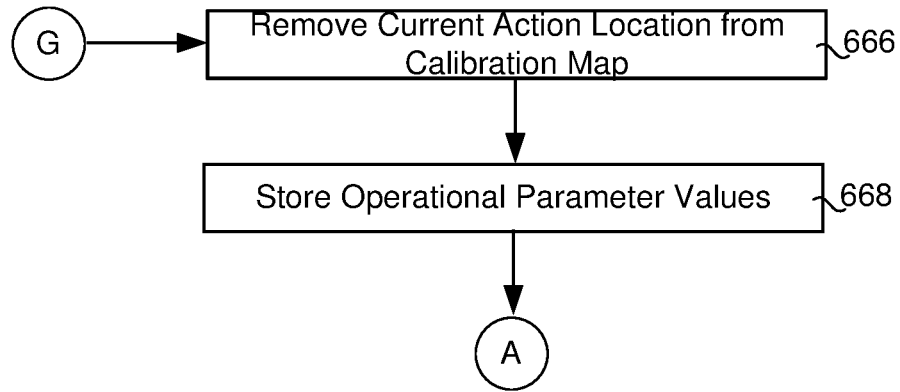 G
Remove Current Action Location from
Calibration Map
666
Store Operational Parameter Values
668
A